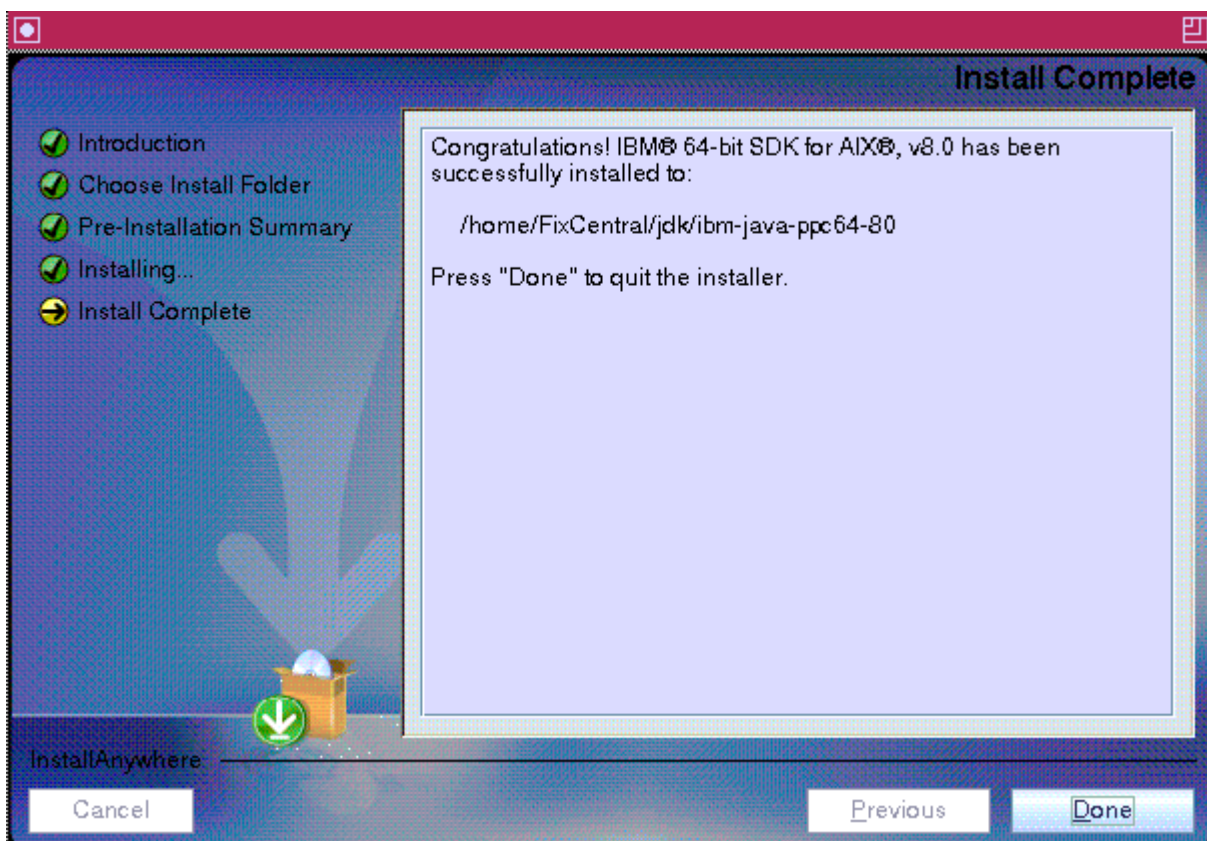 Install Complete
Introduction
Choose Install Folder
Pre-Installation Summary
Installing...
Install Complete
Congratulations! IBM® 64-bit SDK for AIX®, v8.0 has been
successfully installed to:
/home/FixCentral/jdk/ibm-java-ppc64-80
Press "Done" to quit the installer.
InstallAnywhere
Cancel
Previous
Done